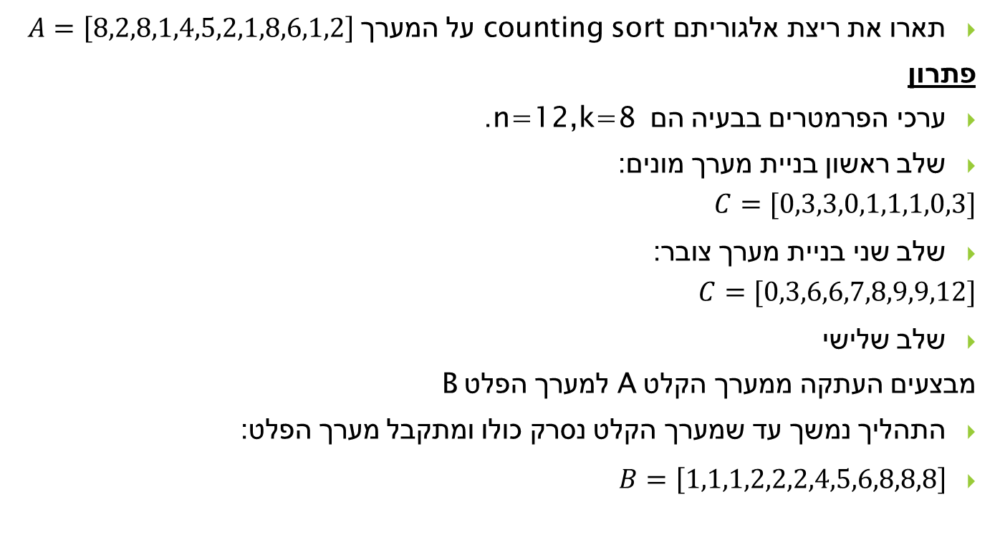 תארו את ריצת אלגוריתם counting sort על המערך A = [8,2,8,1,4,5,2,1,8,6,1,2]
פתרון
ערכי הפרמטרים בבעיה הם n=12,k=8.
שלב ראשון בניית מערך מונים:
C = [0,3,3,0,1,1,1,0,3]
שלב שני בניית מערך צובר:
C = [0,3,6,6,7,8,9,9,12]
שלב שלישי
מבצעים העתקה ממערך הקלט A למערך הפלט B
התהליך נמשך עד שמערך הקלט נסרק כולו ומתקבל מערך הפלט:
B = [1,1,1,2,2,2,4,5,6,8,8,8]